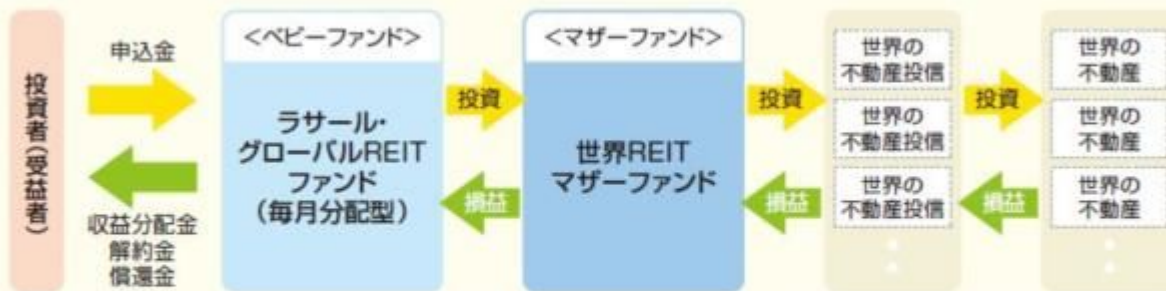 投資者(受益者)
申込金
収益分配金
解約金
償還金
<ベビーファンド>
ラサール・
グローバルREIT
ファンド
(毎月分配型)
投資
損益
<マザーファンド>
世界REIT
マザーファンド
投資
損益
世界の
不動産投信
世界の
不動産投信
世界の
不動産投信
投資
損益
世界の
不動産
世界の
不動産
世界の
不動産